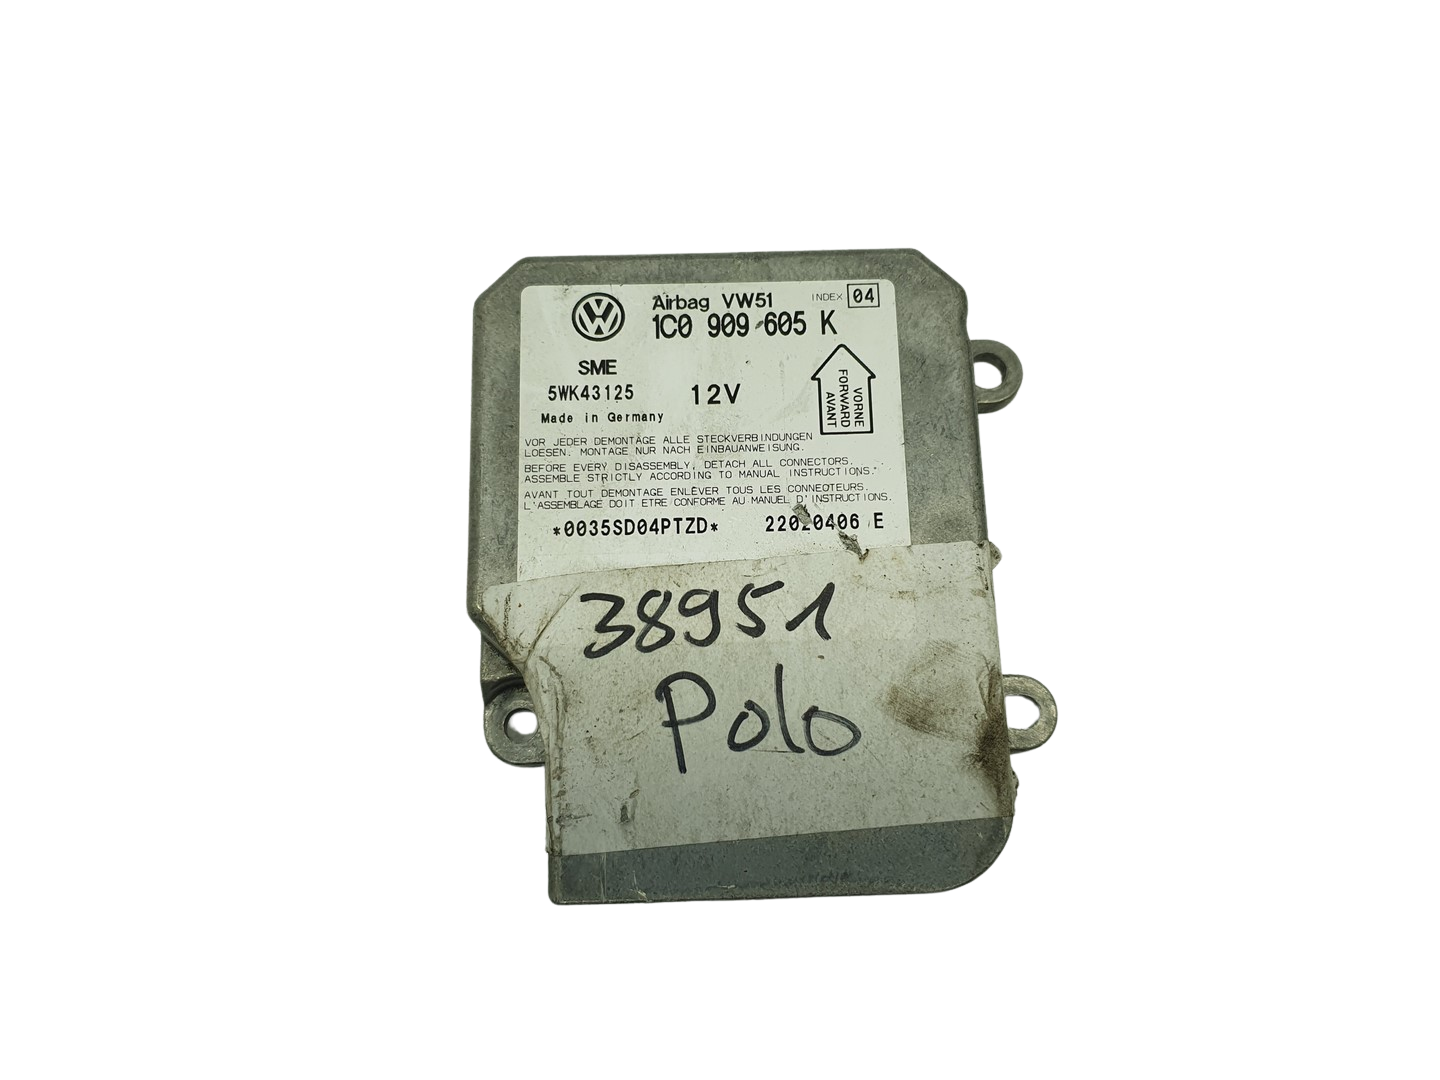 Airbag VW51
INDEX 04
1C0 909 605 K
SME
5WK43125
12V
Made in Germany
VORNE
FORWARD
AVANT
VOR JEDER DEMONTAGE ALLE STECKVERBINDUNGEN
LOESEN. MONTAGE NUR NACH EINBAUANWEISUNG.
BEFORE EVERY DISASSEMBLY, DETACH ALL CONNECTORS.
ASSEMBLE STRICTLY ACCORDING TO MANUAL INSTRUCTIONS.
AVANT TOUT DEMONTAGE ENLEVER TOUS LES CONNEOTEURS.
L'ASSEMBLAGE DOIT ETRE CONFORME AU MANUEL D'INSTRUCTIONS.
*0035SD04PTZD*
22020406 E
38951
Polo